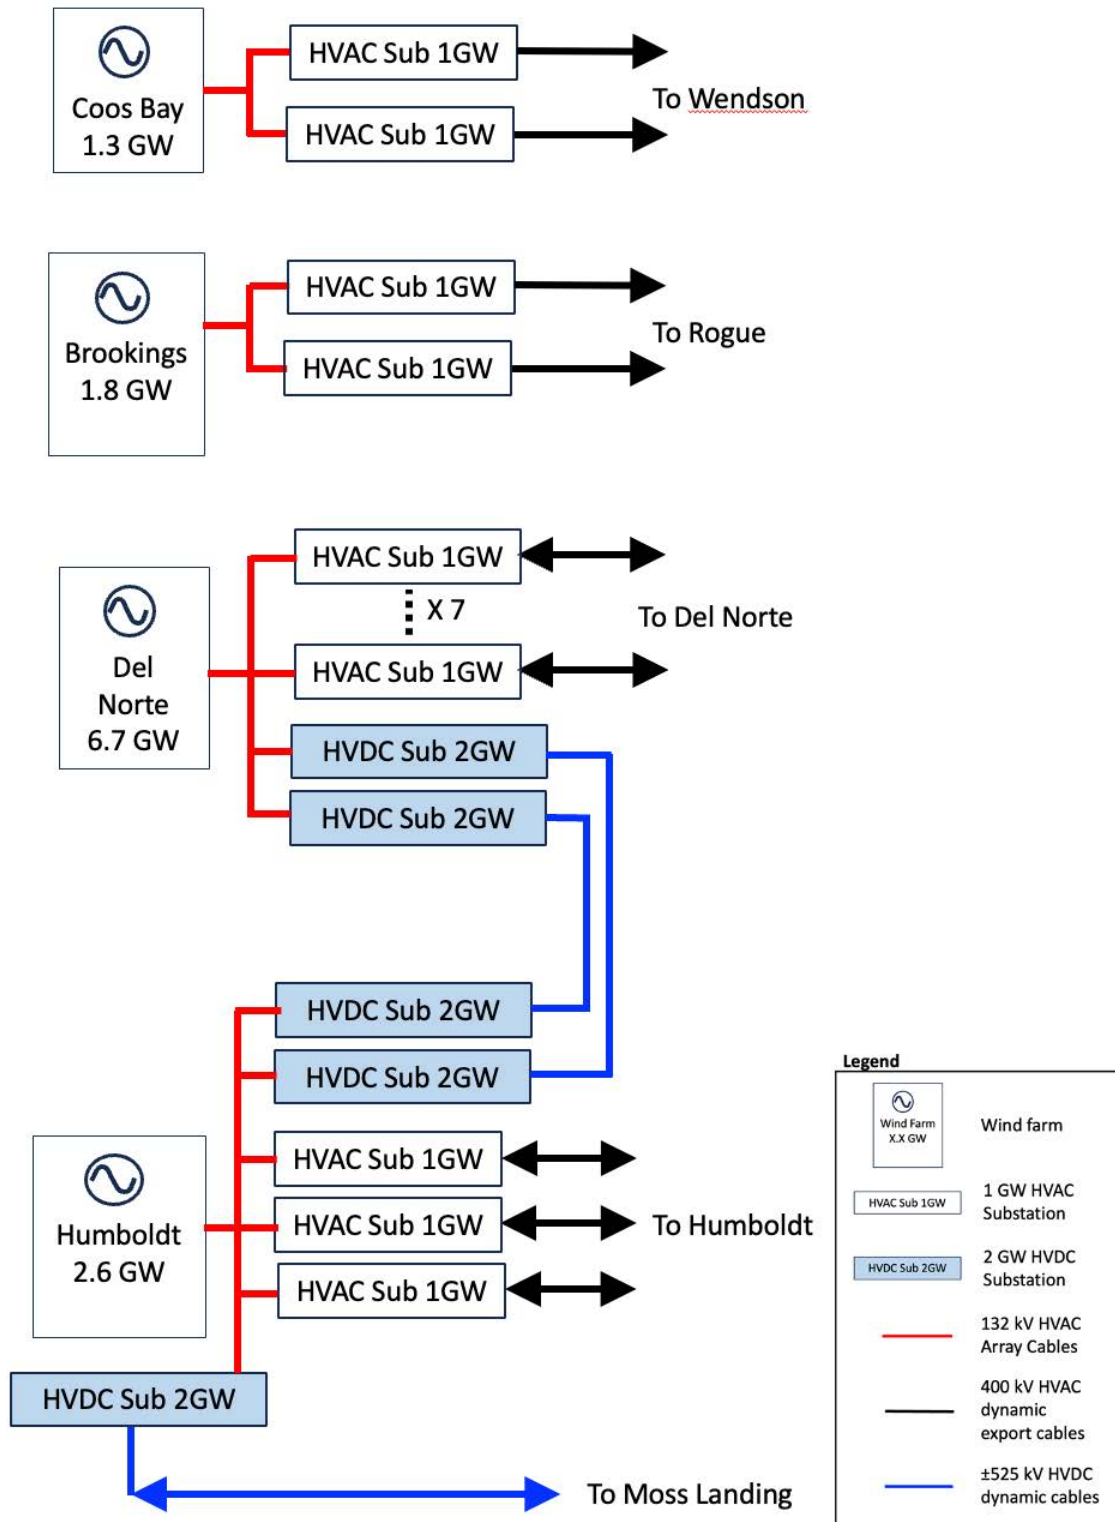 Coos Bay
1.3 GW
HVAC Sub 1GW
HVAC Sub 1GW
To Wendson
Brookings
1.8 GW
HVAC Sub 1GW
HVAC Sub 1GW
To Rogue
Del
Norte
6.7 GW
HVAC Sub 1GW
X 7
HVAC Sub 1GW
To Del Norte
HVDC Sub 2GW
HVDC Sub 2GW
HVDC Sub 2GW
HVDC Sub 2GW
Humboldt
2.6 GW
HVAC Sub 1GW
HVAC Sub 1GW
HVAC Sub 1GW
To Humboldt
HVDC Sub 2GW
To Moss Landing
Legend
Wind Farm
X.X GW
Wind farm
HVAC Sub 1GW
1 GW HVAC
Substation
HVDC Sub 2GW
2 GW HVDC
Substation
132 kV HVAC
Array Cables
400 kV HVAC
dynamic
export cables
±525 kV HVDC
dynamic cables